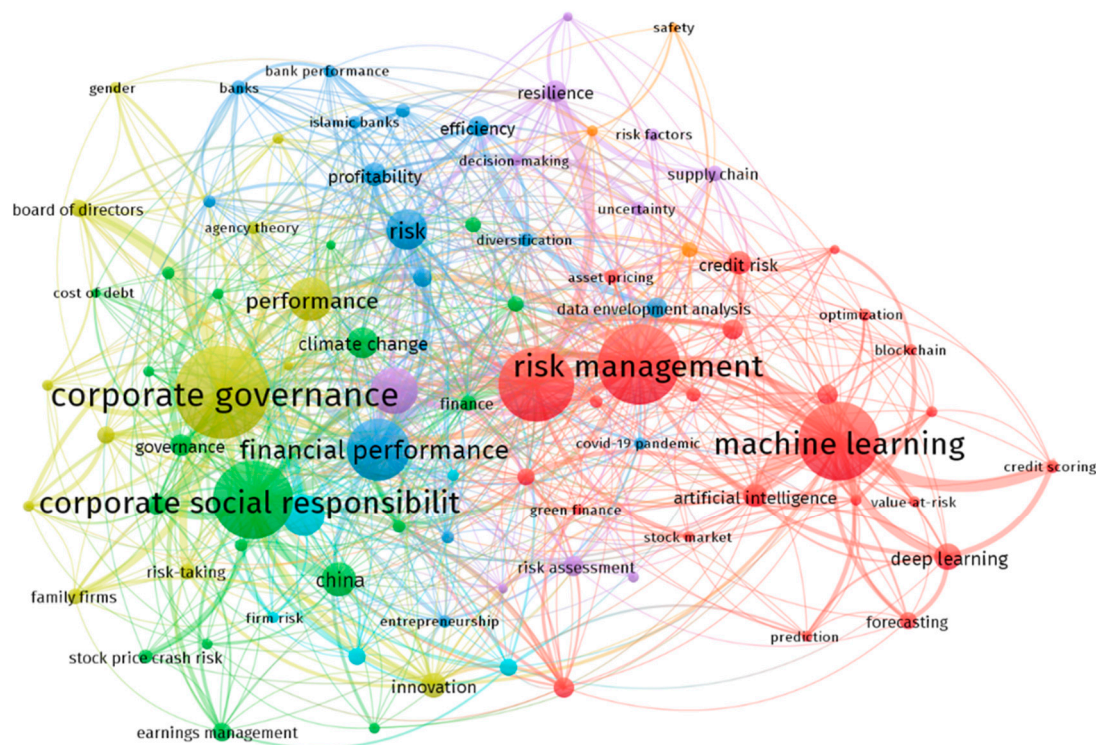 safety
bank performance
gender
banks
resilience
islamic banks
efficiency
risk factors
decision-making
profitability
supply chain
board of directors
uncertainty
agency theory
risk
diversification
credit risk
asset pricing
cost of debt
performance
data envelopment analysis
optimization
climate change
blockchain
risk management
corporate governance
finance
governance
financial performance
covid-19 pandemic
machine learning
credit scoring
corporate social responsibilit
artificial intelligence
value-at-risk
green finance
stock market
deep learning
risk-taking
china
risk assessment
family firms
firm risk
entrepreneurship
forecasting
prediction
stock price crash risk
innovation
earnings management